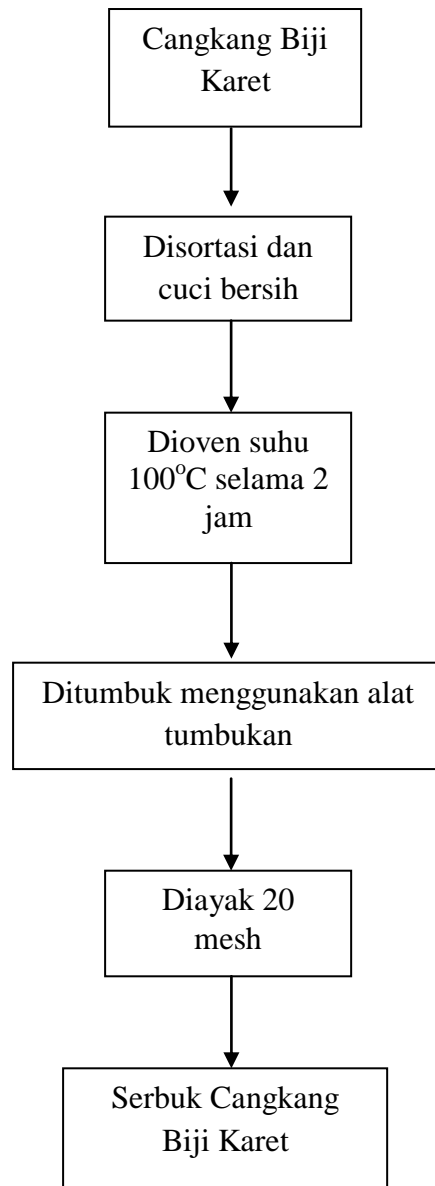 Cangkang Biji
Karet
Disortasi dan
cuci bersih
Dioven suhu
100°C selama 2
jam
Ditumbuk menggunakan alat
tumbukan
Diayak 20
mesh
Serbuk Cangkang
Biji Karet